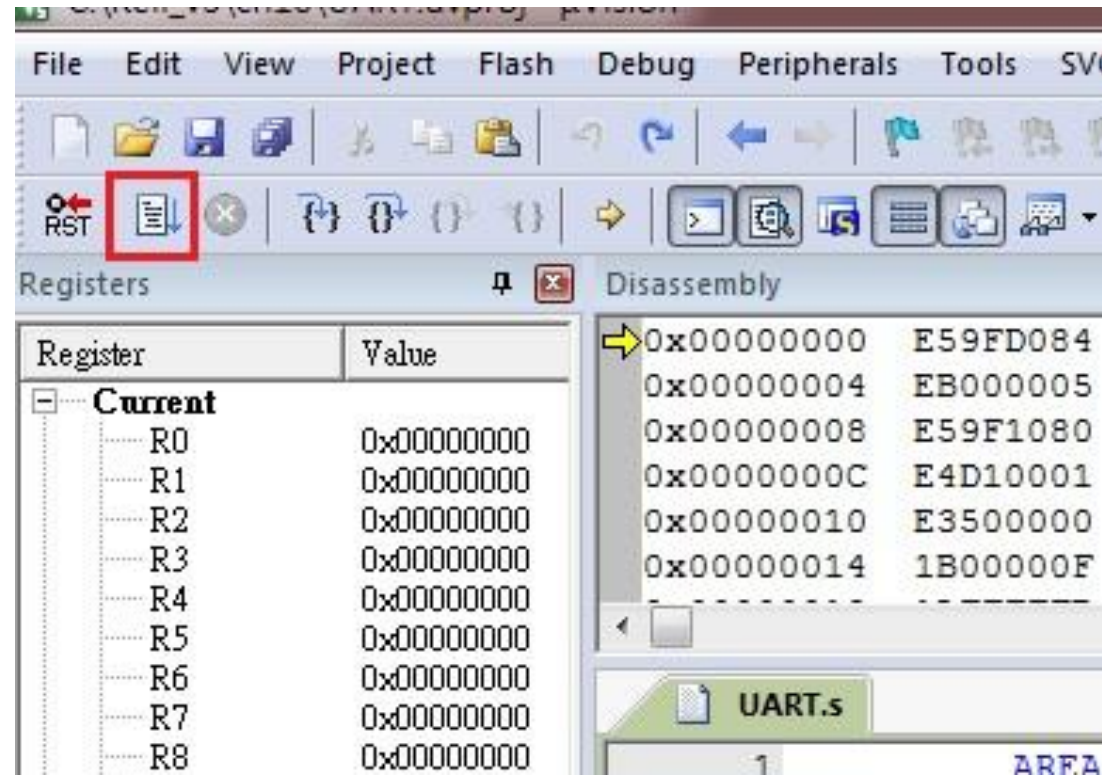 File Edit View Project Flash Debug Peripherals Tools
RST
Registers
Disassembly
Register Value
Current
R0 0x00000000
R1 0x00000000
R2 0x00000000
R3 0x00000000
R4 0x00000000
R5 0x00000000
R6 0x00000000
R7 0x00000000
R8 0x00000000
0x00000000 E59FD084
0x00000004 EB000005
0x00000008 E59F1080
0x0000000C E4D10001
0x00000010 E3500000
0x00000014 1B00000F
UART.s
1 AREA